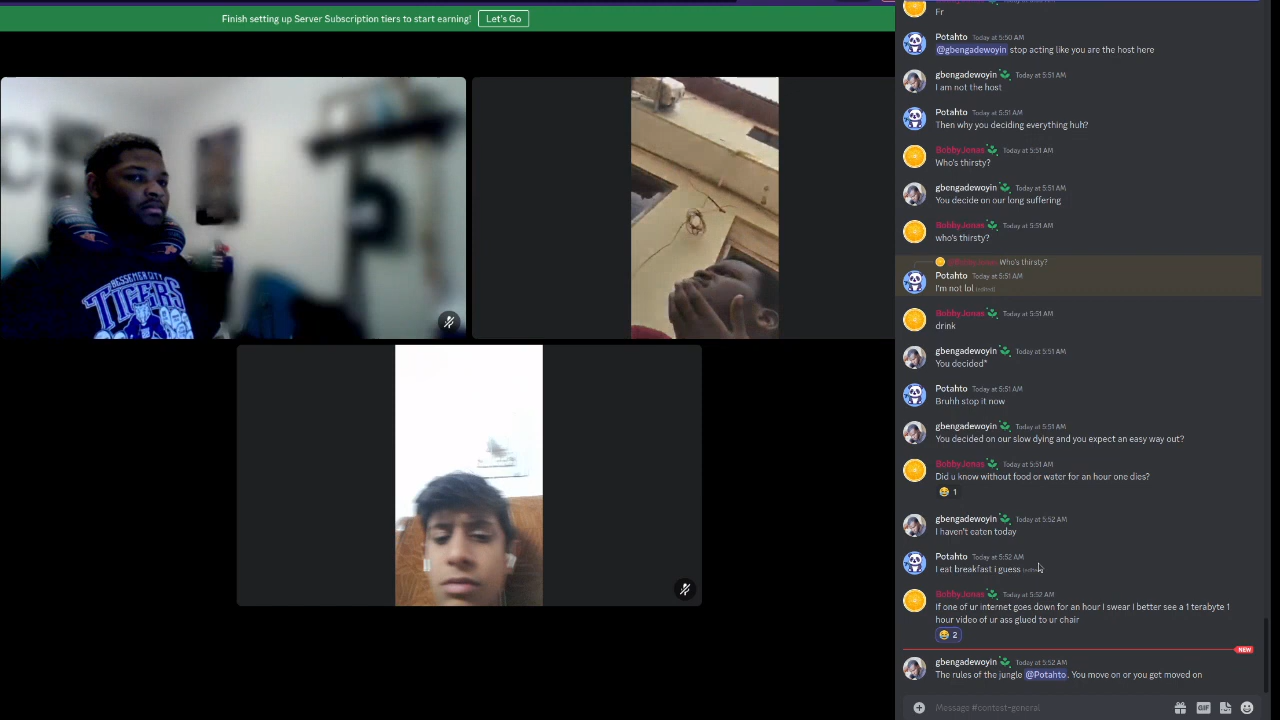 Finish setting up Server Subscription tiers to start earning!
Let's Go
BESSEMER CITY
TIGERS
Fr
Potahto Today at 5:50 AM
@gbengadewoyin stop acting like you are the host here
gbengadewoyin Today at 5:51 AM
I am not the host
Potahto Today at 5:51 AM
Then why you deciding everything huh?
BobbyJonas Today at 5:51 AM
Who's thirsty?
gbengadewoyin Today at 5:51 AM
You decide on our long suffering
BobbyJonas Today at 5:51 AM
who's thirsty?
Who's thirsty?
Potahto Today at 5:51 AM
I'm not lol (edited)
BobbyJonas Today at 5:51 AM
drink
gbengadewoyin Today at 5:51 AM
You decided*
Potahto Today at 5:51 AM
Bruhh stop it now
gbengadewoyin Today at 5:51 AM
You decided on our slow dying and you expect an easy way out?
BobbyJonas Today at 5:51 AM
Did u know without food or water for an hour one dies?
😂 1
gbengadewoyin Today at 5:52 AM
I haven't eaten today
Potahto Today at 5:52 AM
I eat breakfast i guess
BobbyJonas Today at 5:52 AM
If one of ur internet goes down for an hour I swear I better see a 1 terabyte 1
hour video of ur ass glued to ur chair
😂 2
NEW
gbengadewoyin Today at 5:52 AM
The rules of the jungle @Potahto. You move on or you get moved on
Message #contest-general
GIF